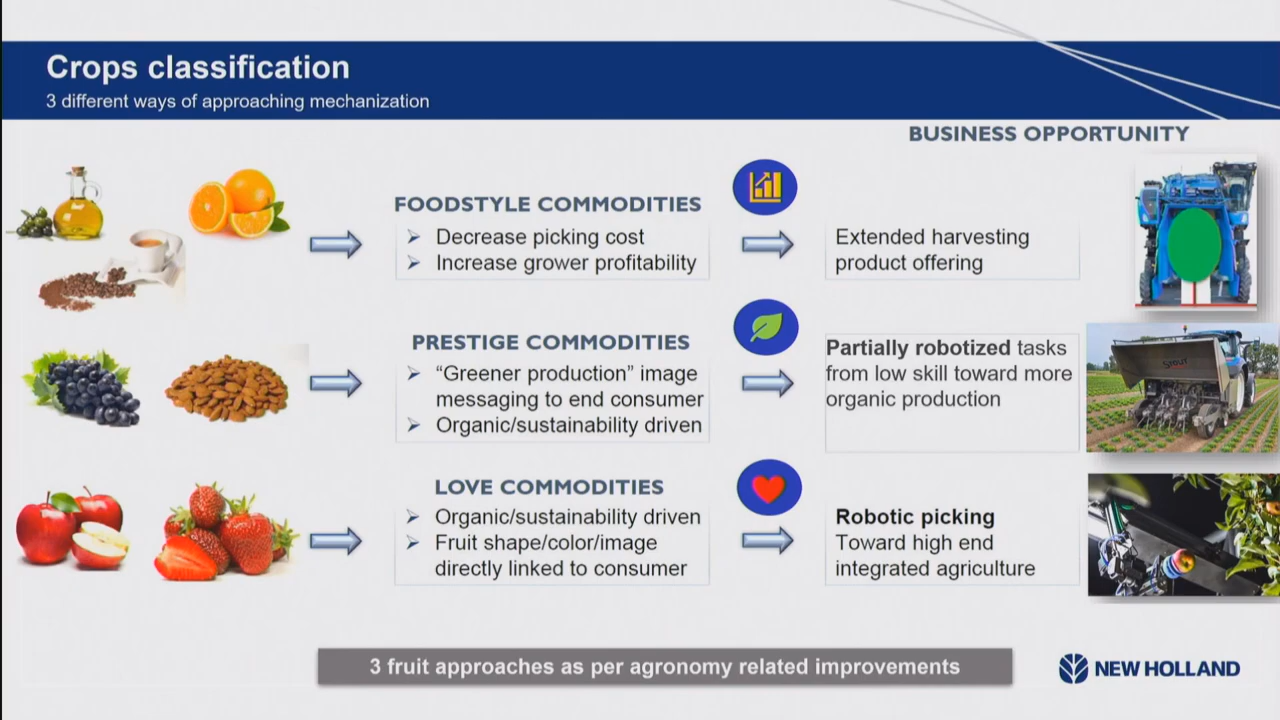 Crops classification
3 different ways of approaching mechanization
BUSINESS OPPORTUNITY
FOODSTYLE COMMODITIES
Decrease picking cost
Increase grower profitability
Extended harvesting
product offering
PRESTIGE COMMODITIES
“Greener production” image
messaging to end consumer
Organic/sustainability driven
Partially robotized tasks
from low skill toward more
organic production
STOUT
LOVE COMMODITIES
Organic/sustainability driven
Fruit shape/color/image
directly linked to consumer
Robotic picking
Toward high end
integrated agriculture
3 fruit approaches as per agronomy related improvements
NEW HOLLAND